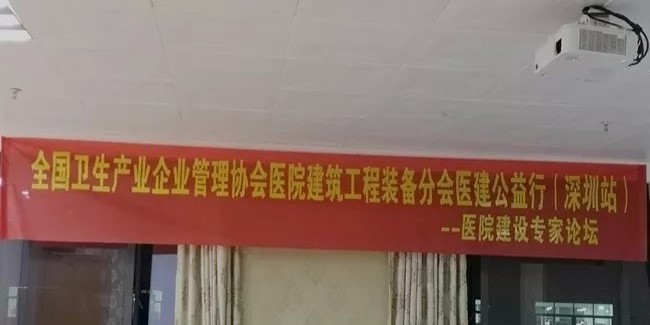 全国卫生产业企业管理协会医院建筑工程装备分会医建公益行（深圳站）
--医院建设专家论坛